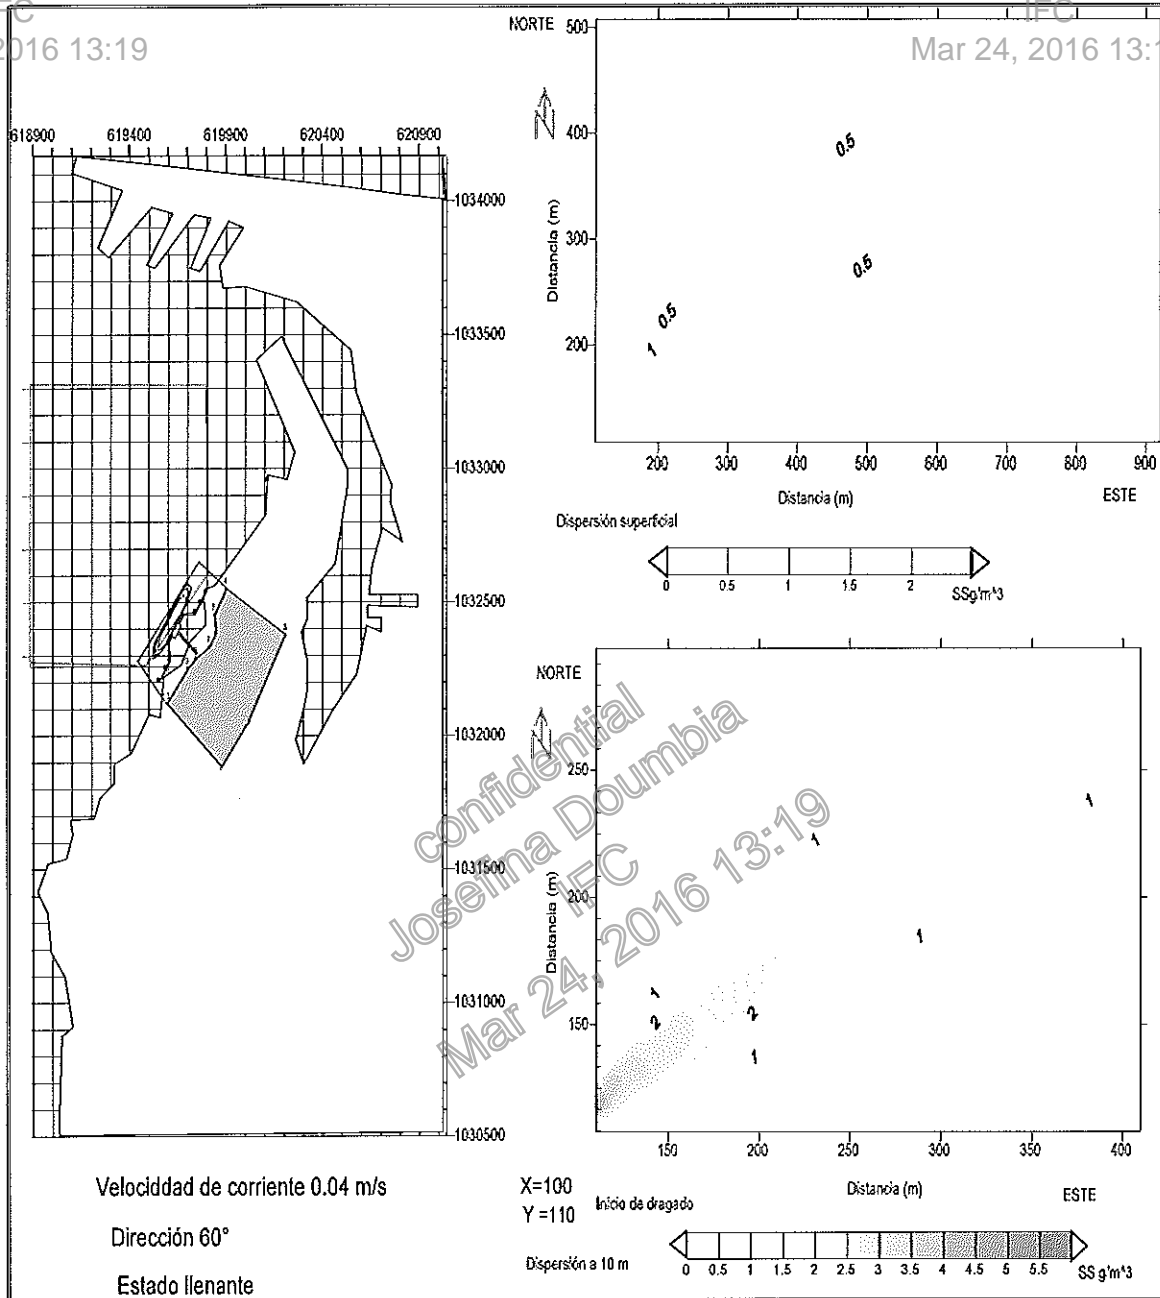 IFC
2016 13:19
IFC
Mar 24, 2016 13:1
618900 618400 619900 620400 620900
1034000
1033500
1033000
1032500
1032000
1031500
1031000
1030500
NORTE
N
500
400
300
200
Distancia (m)
0.5
0.5
0.5
1
200 300 400 500 600 700 800 900
Distancia (m)
ESTE
Dispersión superficial
0 0.5 1 1.5 2
SSg'm^3
NORTE
N
250
200
150
Distancia (m)
1
1
1
1
2
2
1
150 200 250 300 350 400
Distancia (m)
ESTE
confidential
Josefina Doumbia
IFC
Mar 24, 2016 13:19
Velociddad de corriente 0.04 m/s
Dirección 60°
Estado llenante
X=100
Y =110
Inicio de dragado
Dispersión a 10 m
0 0.5 1 1.5 2 2.5 3 3.5 4 4.5 5 5.5
SS g'm^3